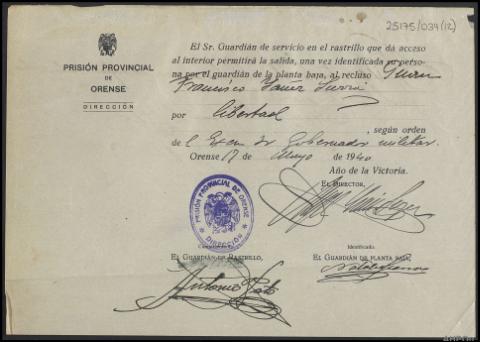 25175/039(12)
PRISIÓN PROVINCIAL
DE
ORENSE
DIRECCIÓN
El Sr. Guardián de servicio en el rastrillo que dá acceso
al interior permitirá la salida, una vez identificada su perso-
na por el guardián de la planta baja, al recluso
Francisco
por libertad
, según orden
del Exmo Sr Gobernador militar.
Orense 17 de Mayo de 1940
Año de la Victoria.
EL DIRECTOR,
PRISIÓN PROVINCIAL DE ORENSE
DIRECCIÓN
EL GUARDIÁN DE RASTRILLO,
Identificado
EL GUARDIÁN DE PLANTA BAJA,
Antonio